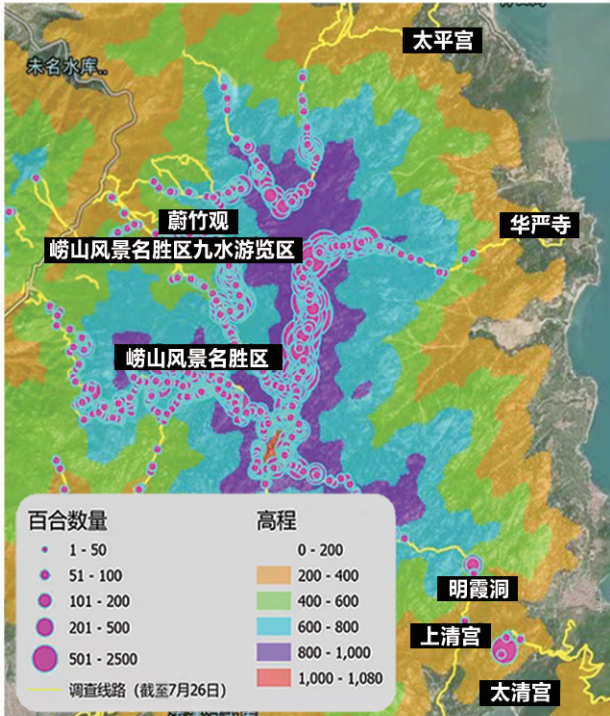 太平宫
未名水库..
蔚竹观
华严寺
崂山风景名胜区九水游览区
崂山风景名胜区
百合数量
1 - 50
51 - 100
101 - 200
201 - 500
501 - 2500
调查线路（截至7月26日）
高程
0 - 200
200 - 400
400 - 600
600 - 800
800 - 1,000
1,000 - 1,080
明霞洞
上清宫
太清宫